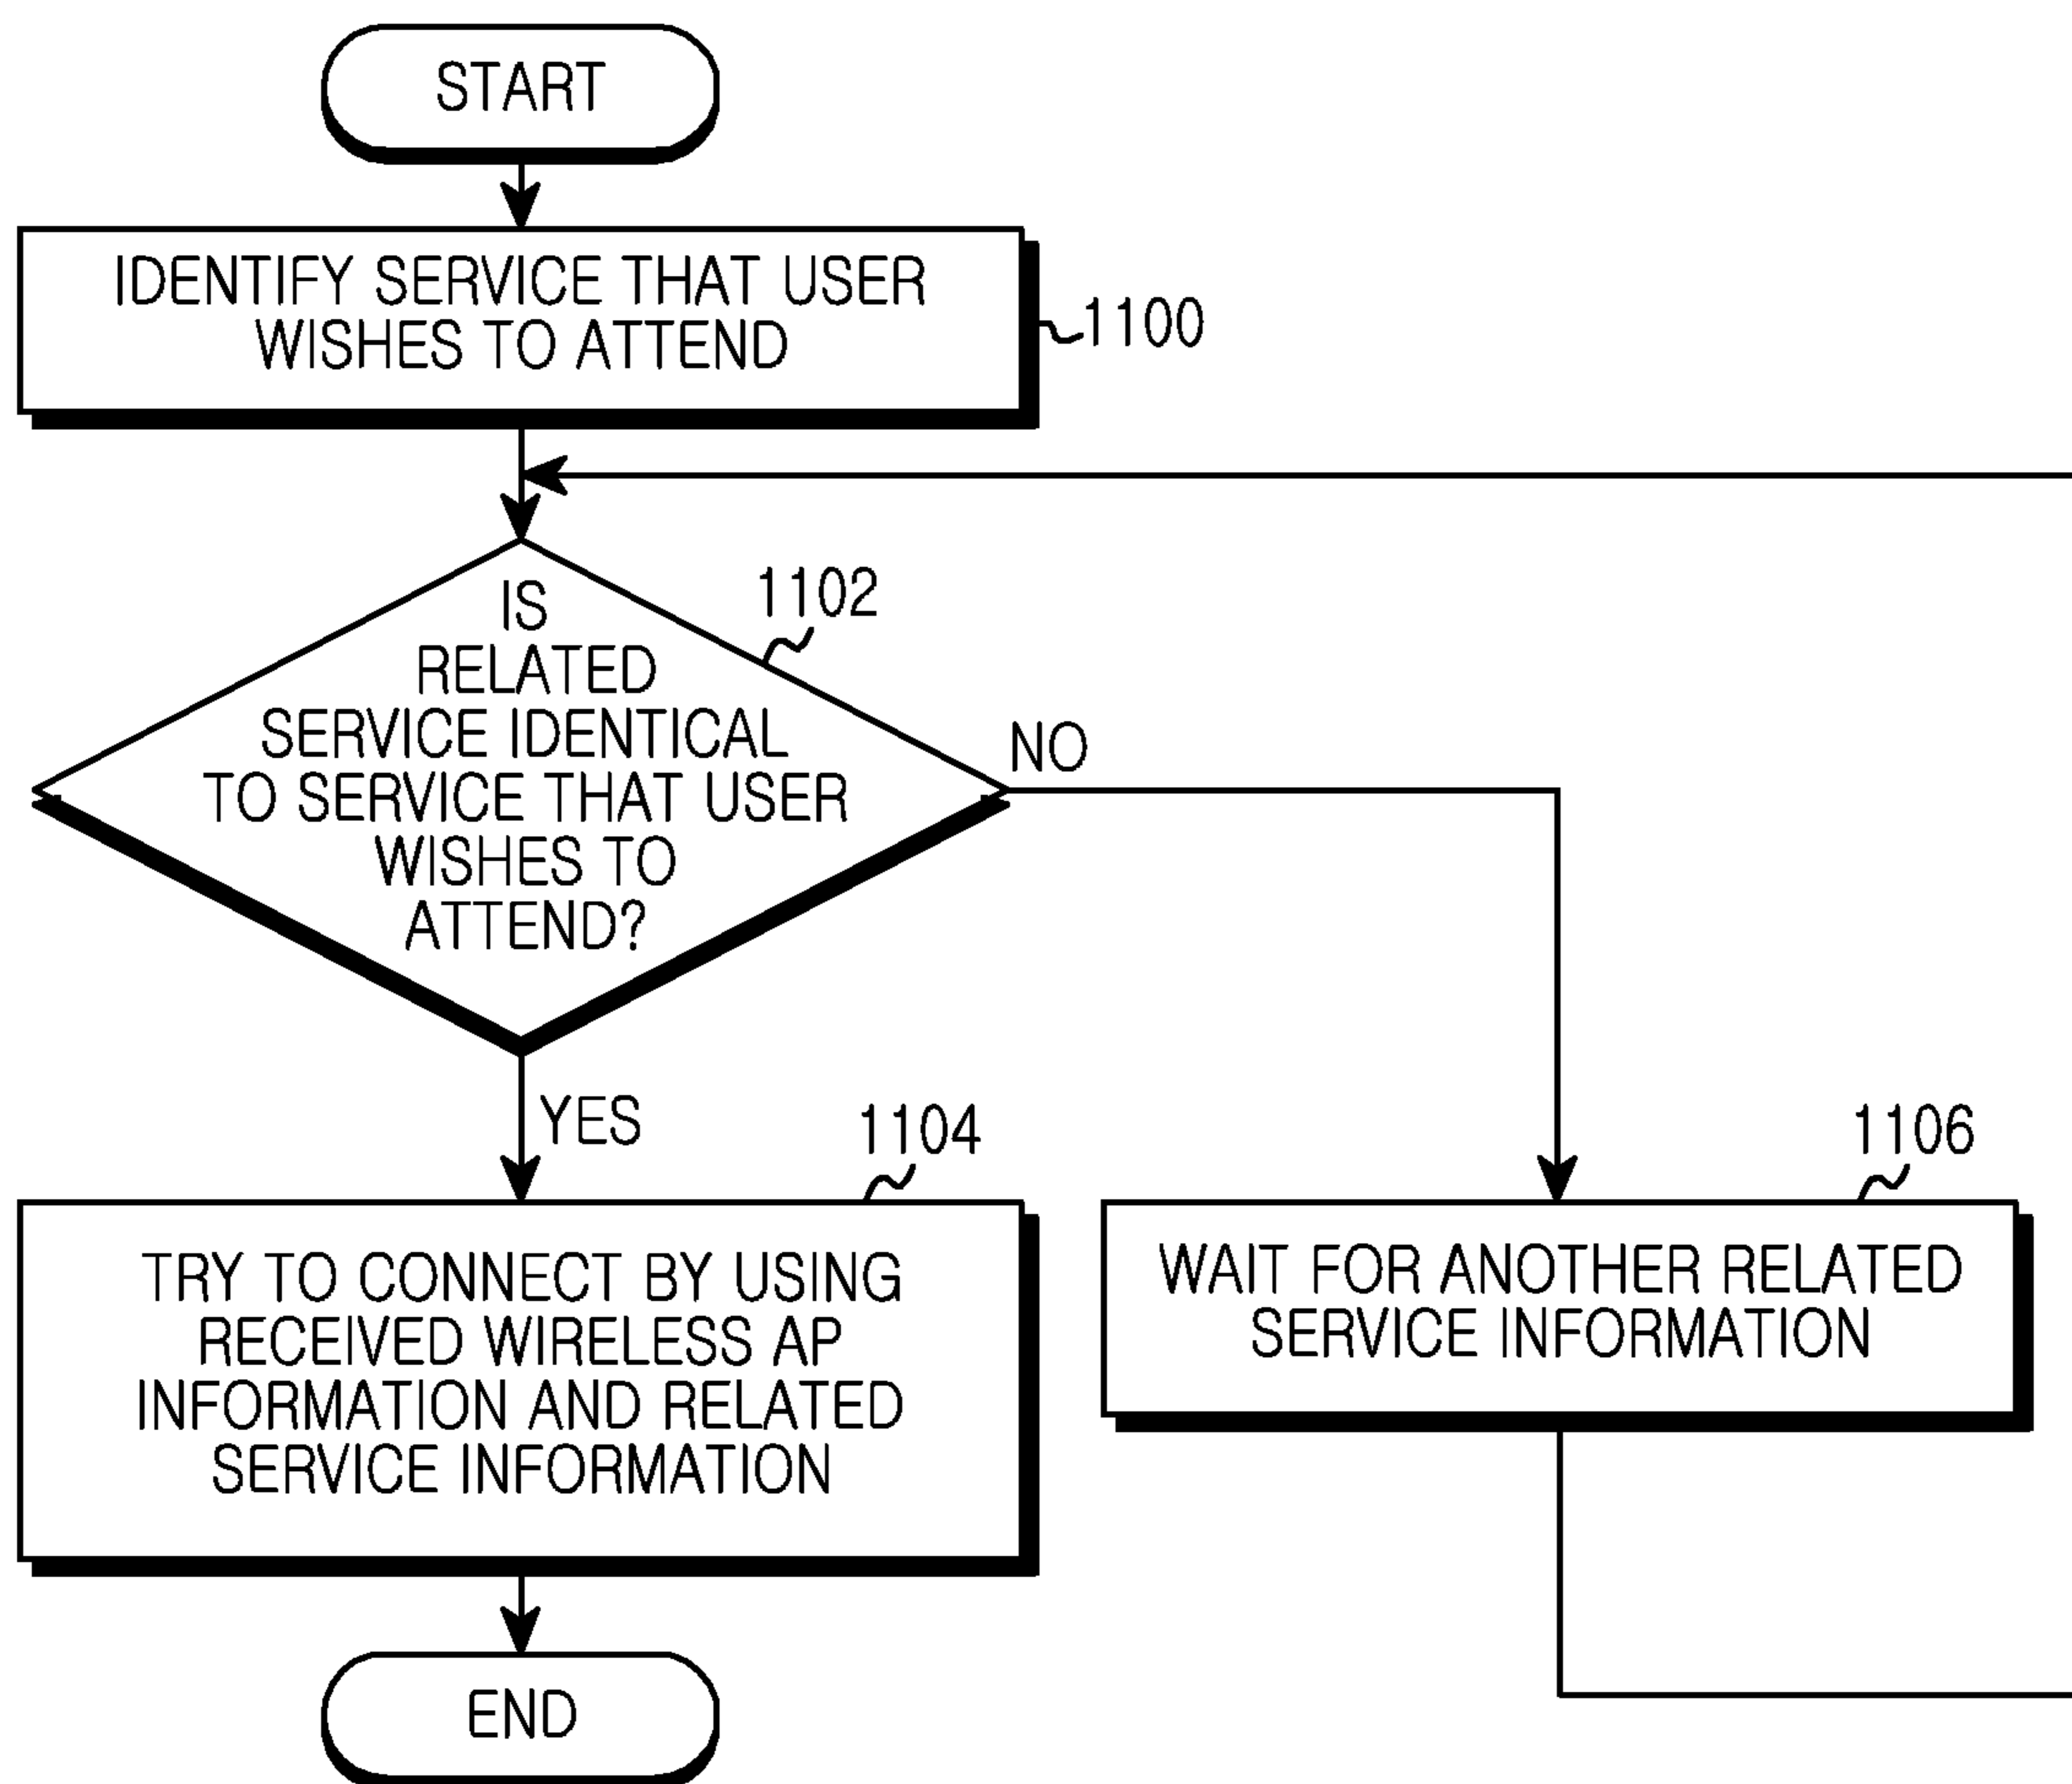 START
IDENTIFY SERVICE THAT USER
WISHES TO ATTEND
1100
1102
IS
RELATED
SERVICE IDENTICAL
TO SERVICE THAT USER
WISHES TO
ATTEND?
NO
YES
1104
TRY TO CONNECT BY USING
RECEIVED WIRELESS AP
INFORMATION AND RELATED
SERVICE INFORMATION
1106
WAIT FOR ANOTHER RELATED
SERVICE INFORMATION
END